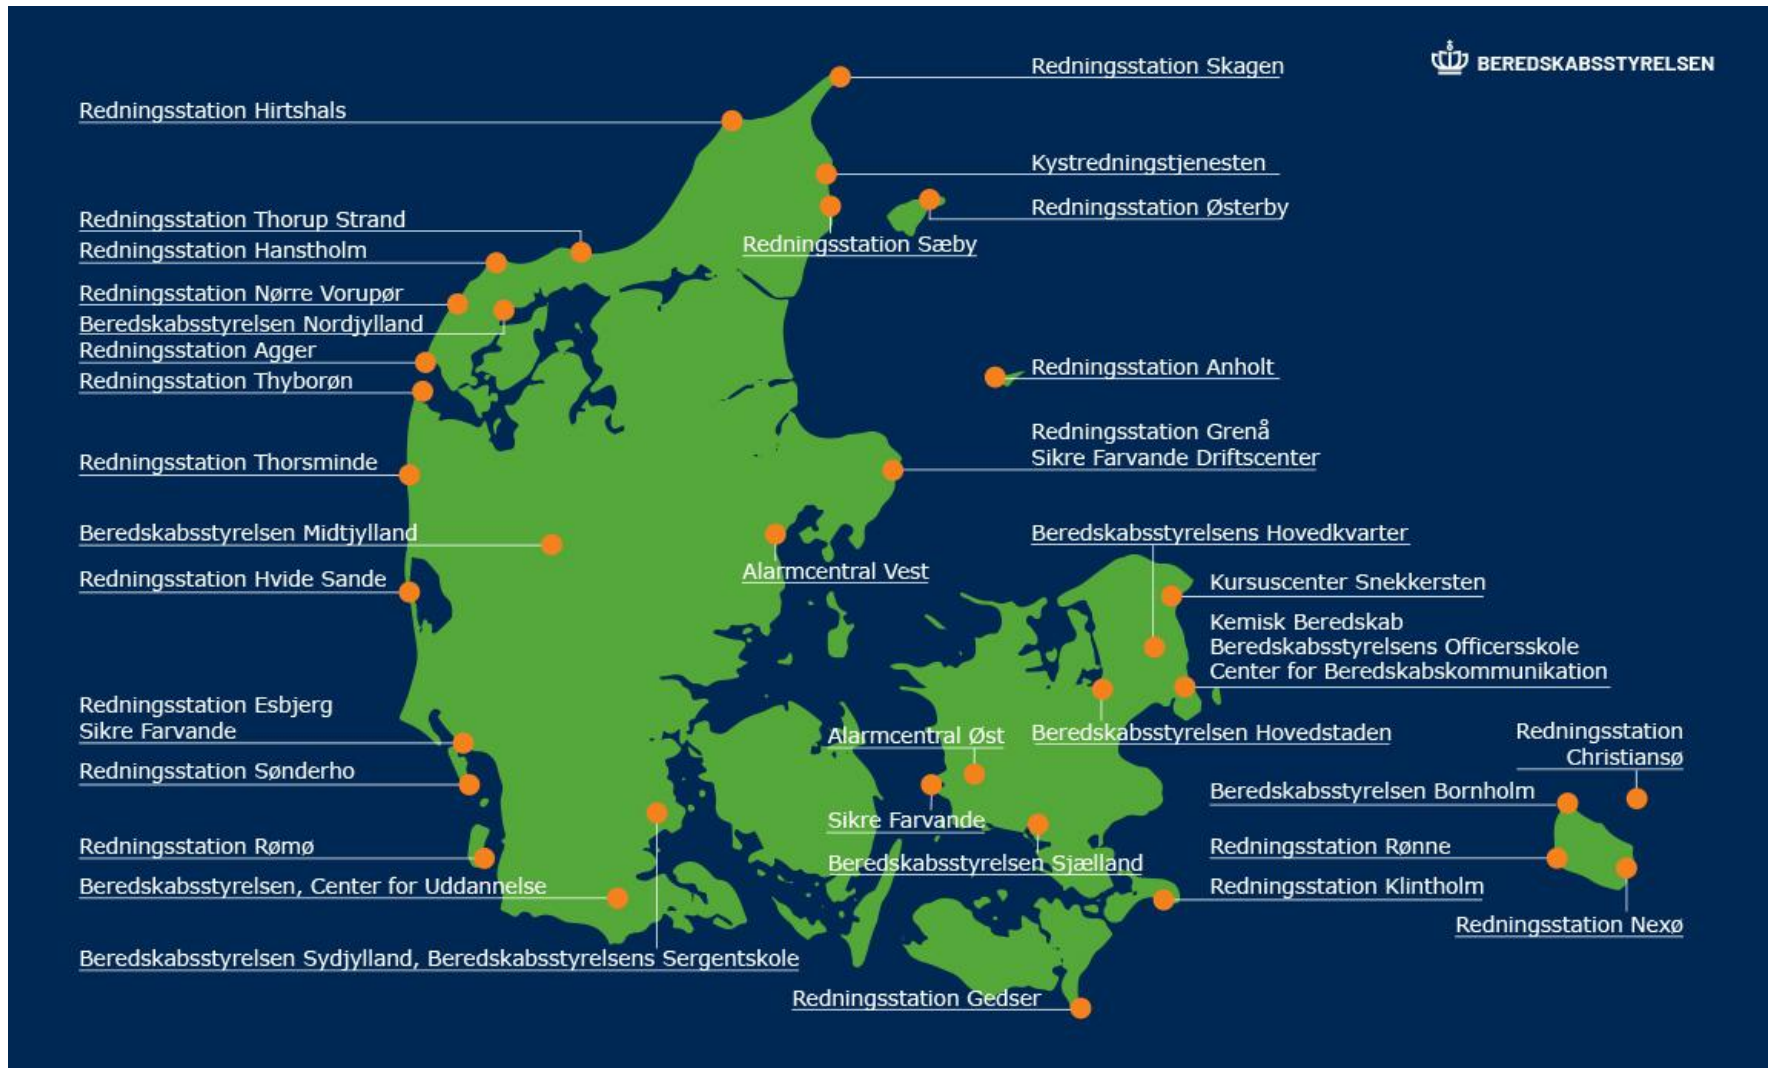 BEREDSKABSSTYRELSEN
Redningsstation Skagen
Redningsstation Hirtshals
Kystredningstjenesten
Redningsstation Østerby
Redningsstation Thorup Strand
Redningsstation Sæby
Redningsstation Hanstholm
Redningsstation Nørre Vorupør
Beredskabsstyrelsen Nordjylland
Redningsstation Agger
Redningsstation Anholt
Redningsstation Thyborøn
Redningsstation Grenå
Sikre Farvande Driftscenter
Redningsstation Thorsminde
Beredskabsstyrelsen Midtjylland
Beredskabsstyrelsens Hovedkvarter
Alarmcentral Vest
Redningsstation Hvide Sande
Kursuscenter Snekkersten
Kemisk Beredskab
Beredskabsstyrelsens Officersskole
Center for Beredskabskommunikation
Redningsstation Esbjerg
Sikre Farvande
Alarmcentral Øst
Beredskabsstyrelsen Hovedstaden
Redningsstation
Christiansø
Redningsstation Sønderho
Beredskabsstyrelsen Bornholm
Sikre Farvande
Redningsstation Rømø
Redningsstation Rønne
Beredskabsstyrelsen Sjælland
Beredskabsstyrelsen, Center for Uddannelse
Redningsstation Klintholm
Redningsstation Nexø
Beredskabsstyrelsen Sydjylland, Beredskabsstyrelsens Sergentskole
Redningsstation Gedser